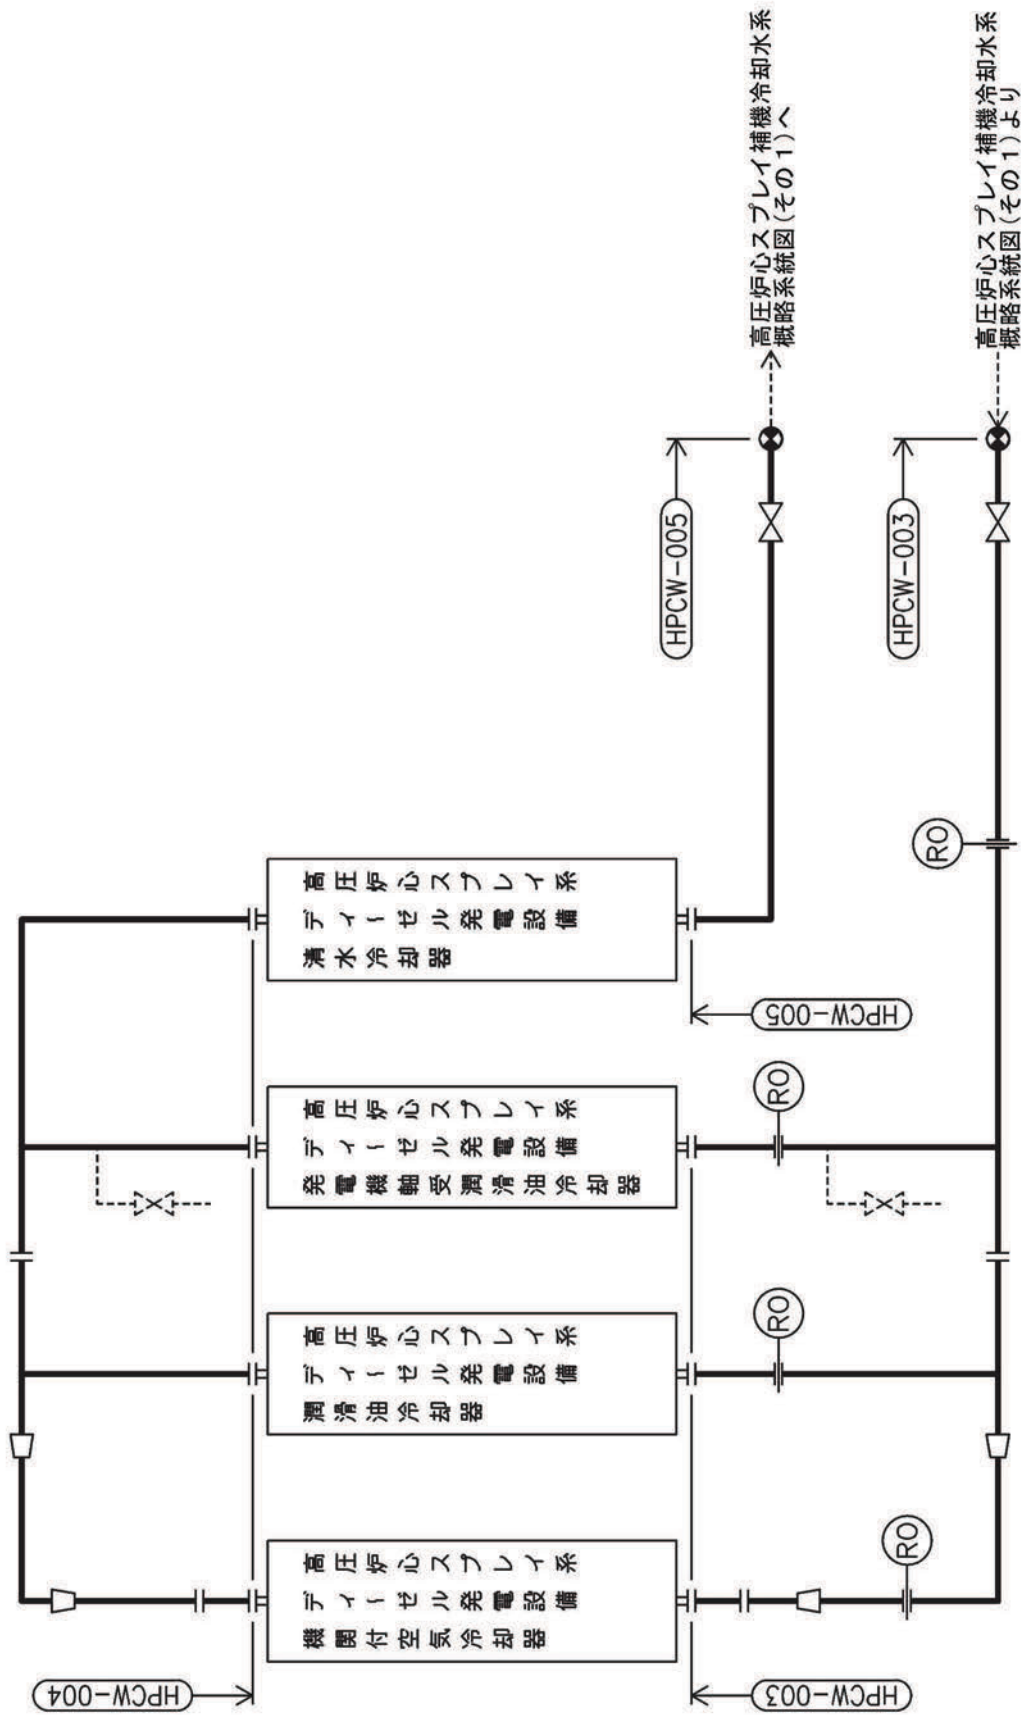 高圧炉心スプレイ補機冷却水系
概略系統図(その1)へ
高圧炉心スプレイ補機冷却水系
概略系統図(その1)より
HPCW-005
HPCW-003
RO
高圧炉心スプレイ系
ディーゼル発電設備
清水冷却器
HPCW-005
高圧炉心スプレイ系
ディーゼル発電設備
発電機軸受潤滑油冷却器
RO
高圧炉心スプレイ系
ディーゼル発電設備
潤滑油冷却器
RO
高圧炉心スプレイ系
ディーゼル発電設備
機関付空気冷却器
RO
HPCW-004
HPCW-003